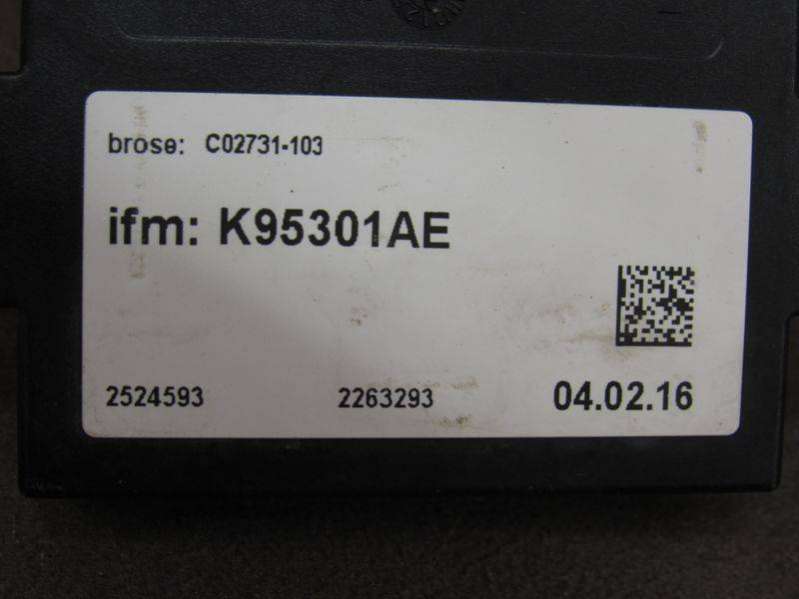 brose: C02731-103
ifm: K95301AE
2524593 2263293 04.02.16